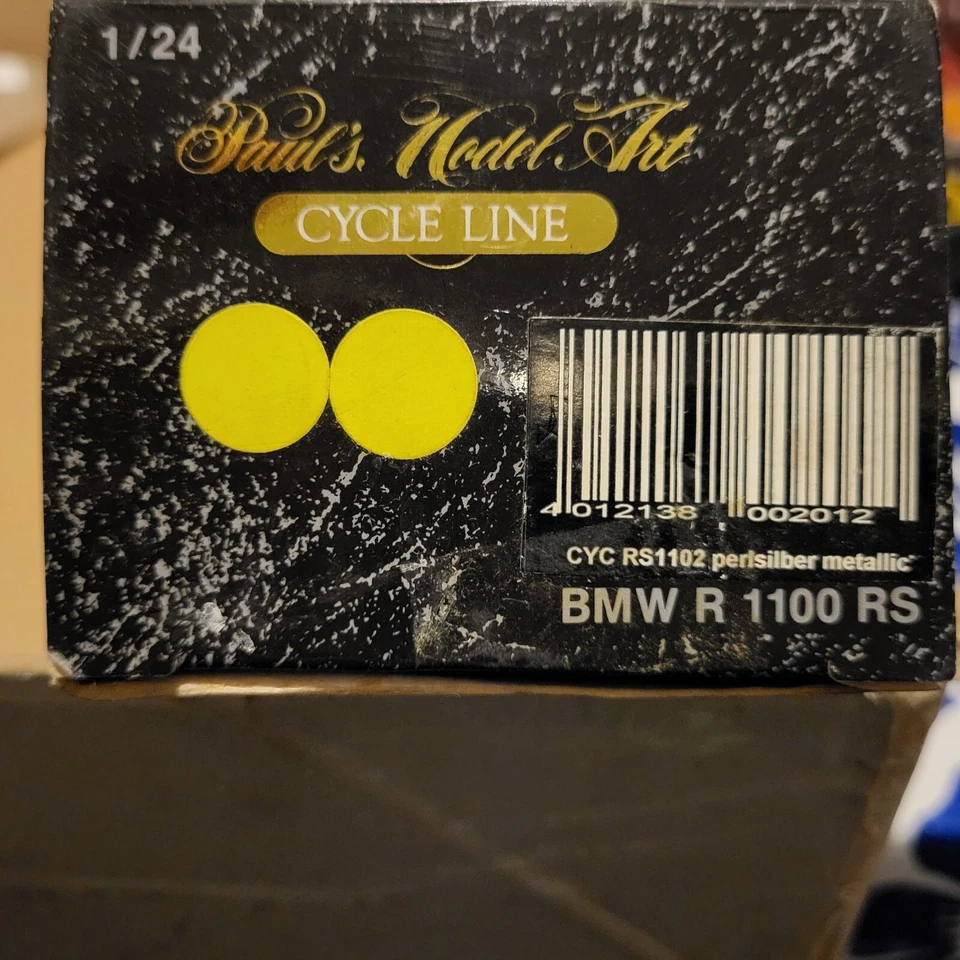 1/24
Paul's Model Art
CYCLE LINE
4 012138 002012
CYC RS1102 perlsilber metallic
BMW R 1100 RS